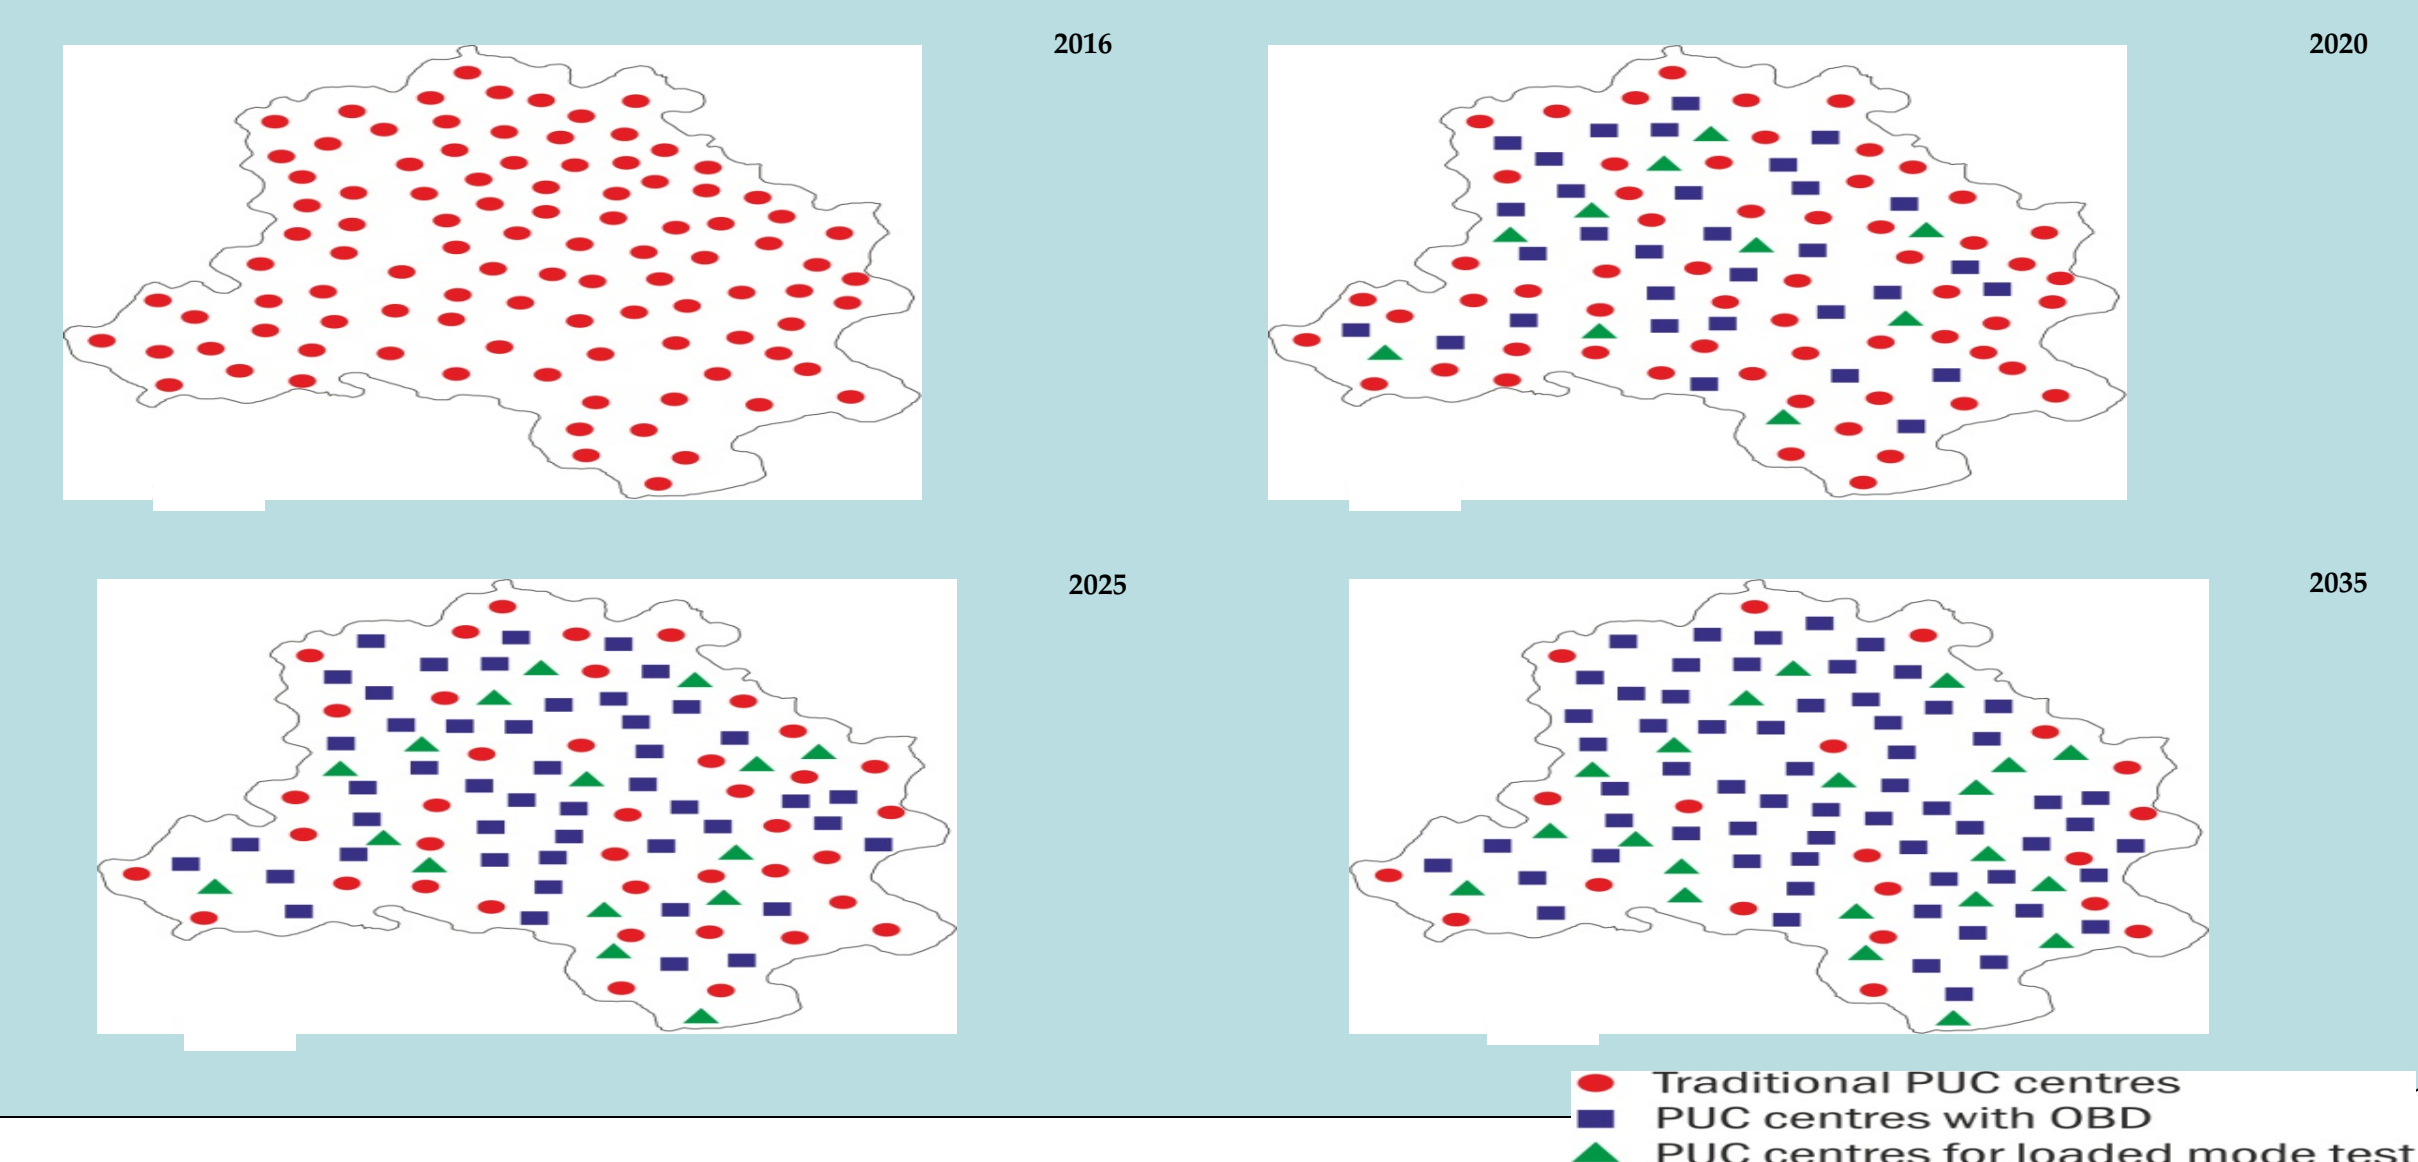 2016
2020
2025
2035
Traditional PUC centres
PUC centres with OBD
PUC centres for loaded mode test